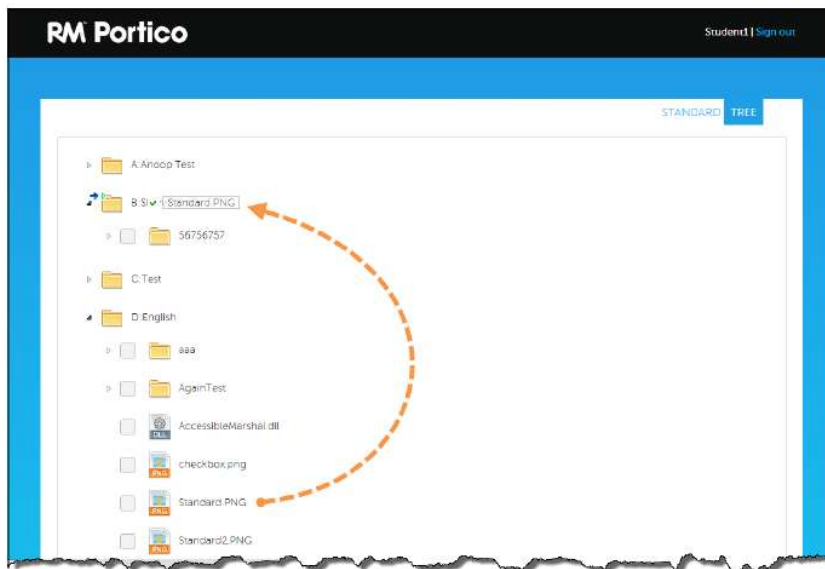 RM Portico
Student1 | Sign out
STANDARD TREE
A:Anoop Test
B:Si Standard.PNG
56756757
C:Test
D:English
aaa
AgainTest
AccessibleMarshal.dll
DLL
checkbox.png
PNG
Standard.PNG
PNG
Standard2.PNG
PNG